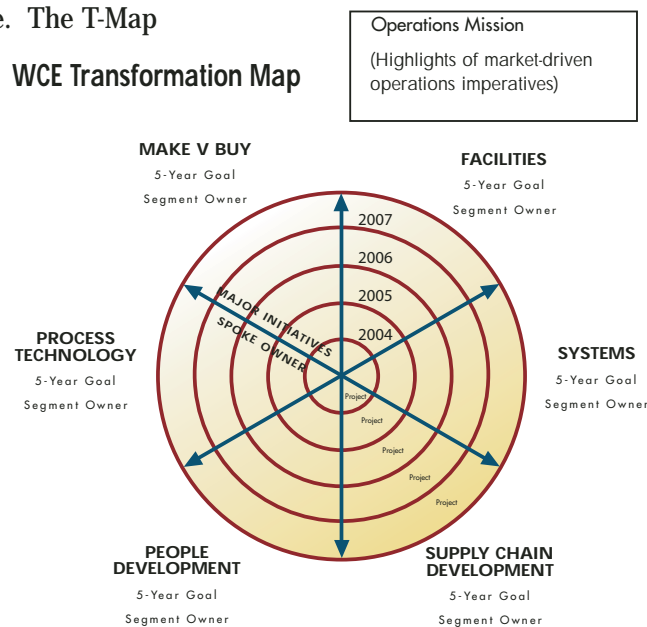 e. The T-Map
WCE Transformation Map
Operations Mission
(Highlights of market-driven
operations imperatives)
MAKE V BUY
5-Year Goal
Segment Owner
FACILITIES
5-Year Goal
Segment Owner
2007
2006
2005
2004
MAJOR INITIATIVES
SPOKE OWNER
PROCESS
TECHNOLOGY
5-Year Goal
Segment Owner
SYSTEMS
5-Year Goal
Segment Owner
Project
Project
Project
Project
Project
PEOPLE
DEVELOPMENT
5-Year Goal
Segment Owner
SUPPLY CHAIN
DEVELOPMENT
5-Year Goal
Segment Owner